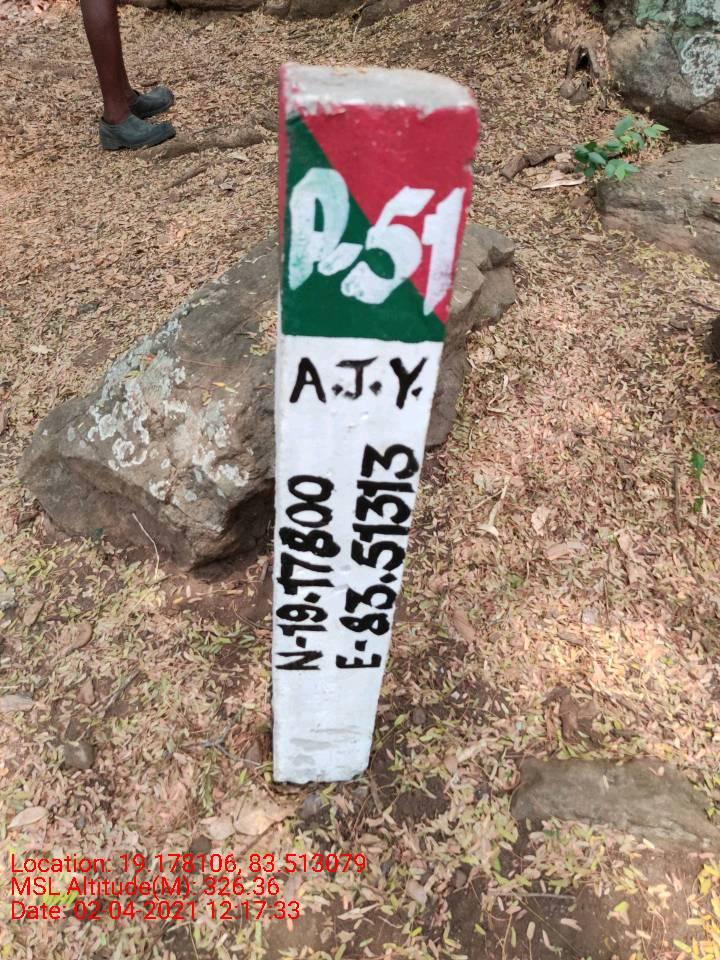 P-51
A.J.Y.
N-19.17800
E-83.51313
Location: 19.178106, 83.513079
MSL Altitude(M): 326.36
Date: 02-04-2021 12:17:33